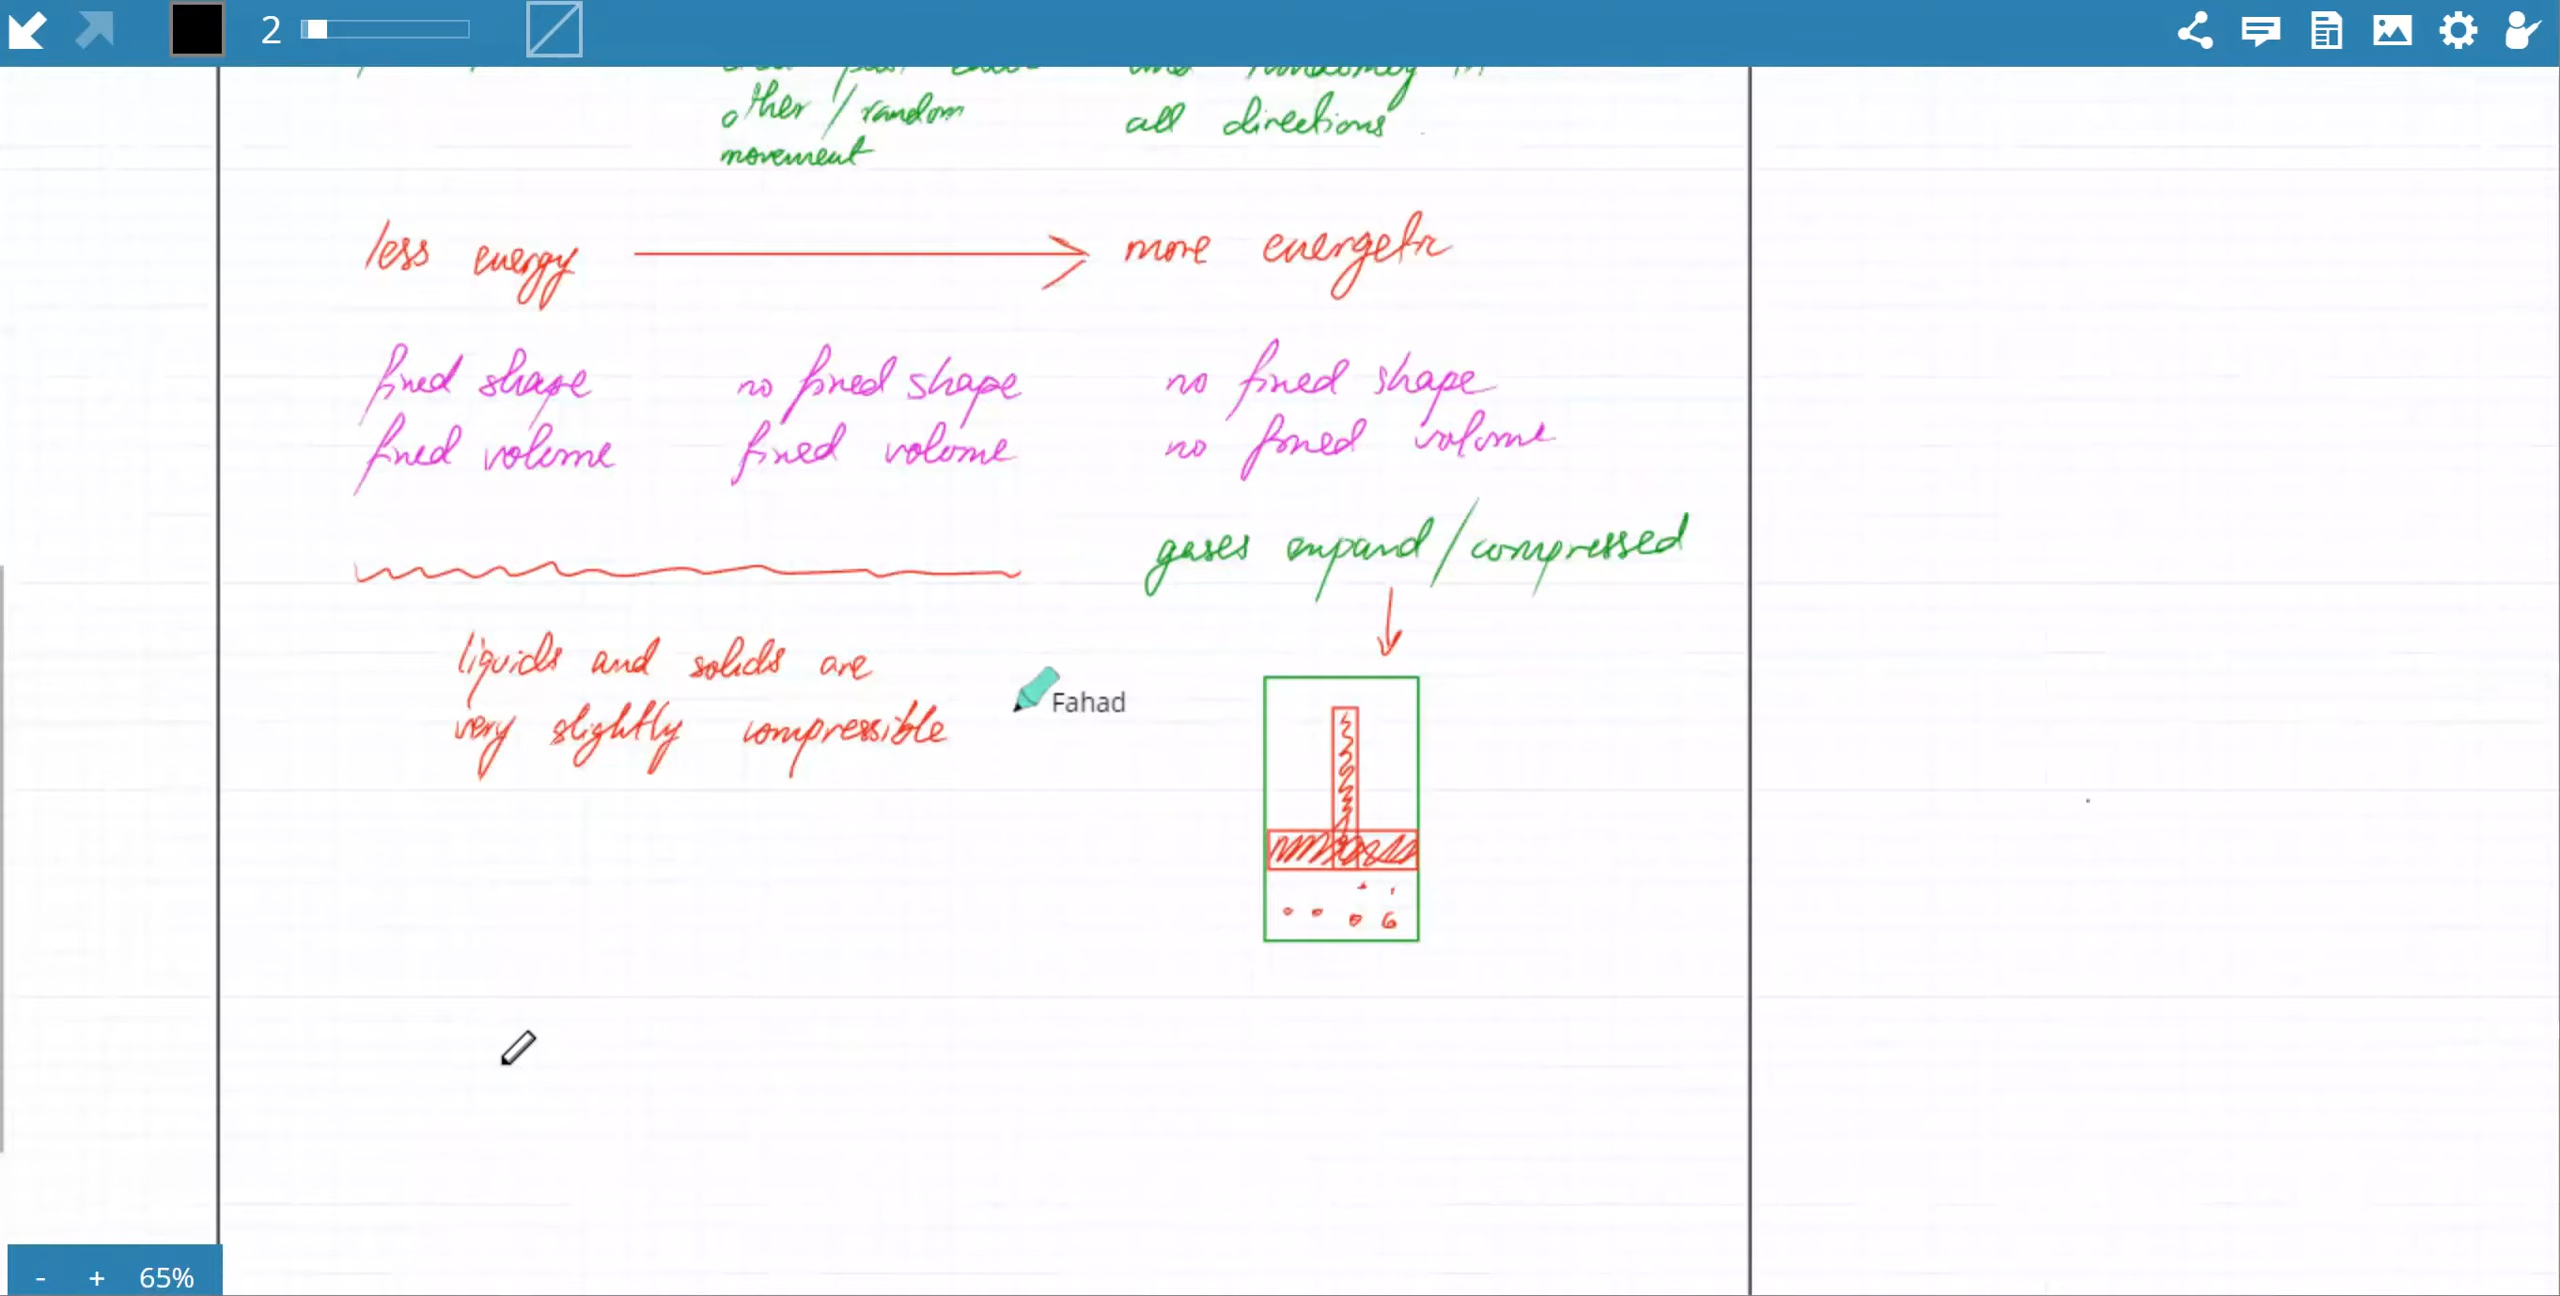 2
other / random
all directions
movement
less energy
more energetic
fixed shape
no fixed shape
no fixed shape
fixed volume
fixed volume
no fixed volume
gases expand / compressed
liquids and solids are
very slightly compressible
Fahad
- + 65%